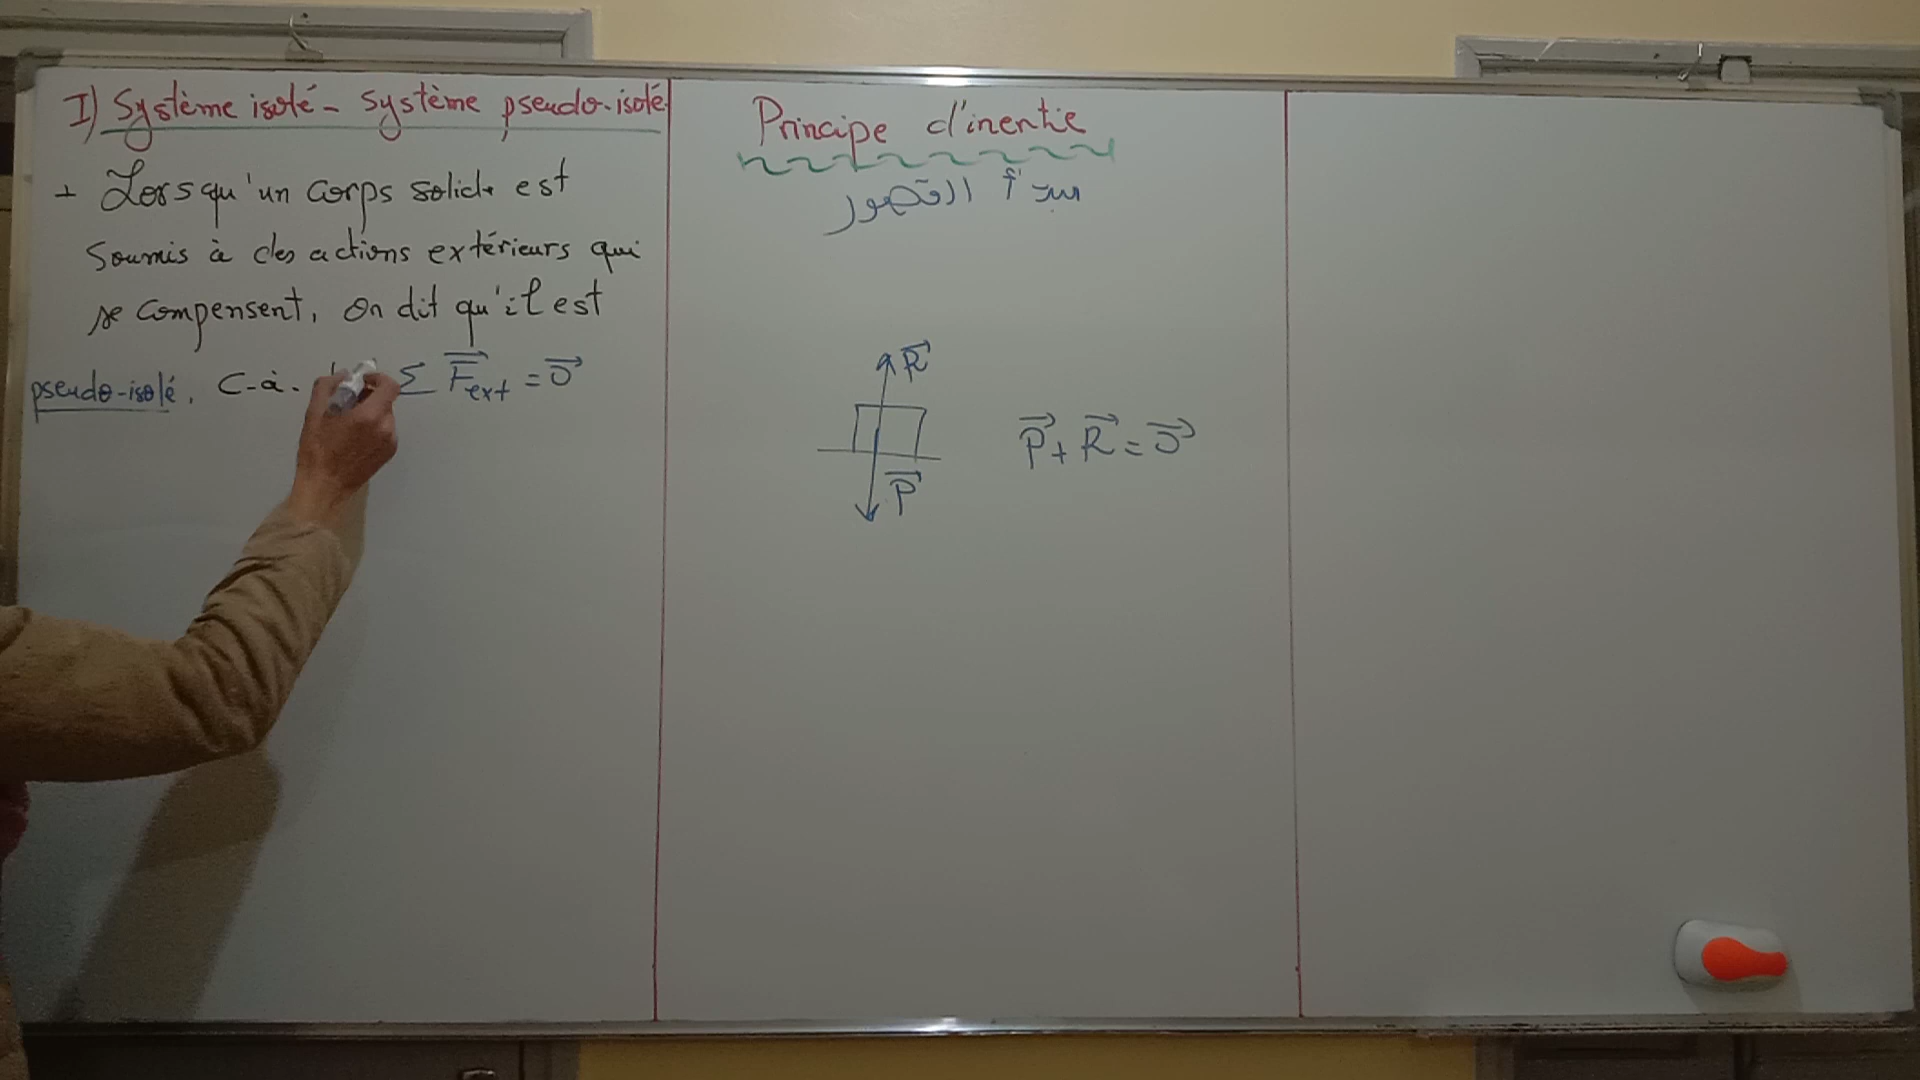 I) Système isolé - Système pseudo-isolé
+ Lorsqu'un corps solide est
soumis à des actions extérieurs qui
se compensent, on dit qu'il est
pseudo-isolé. C-à- Σ F⃗ext = 0⃗
Principe d'inertie
مبدأ القصور
R⃗
P⃗
P⃗ + R⃗ = 0⃗